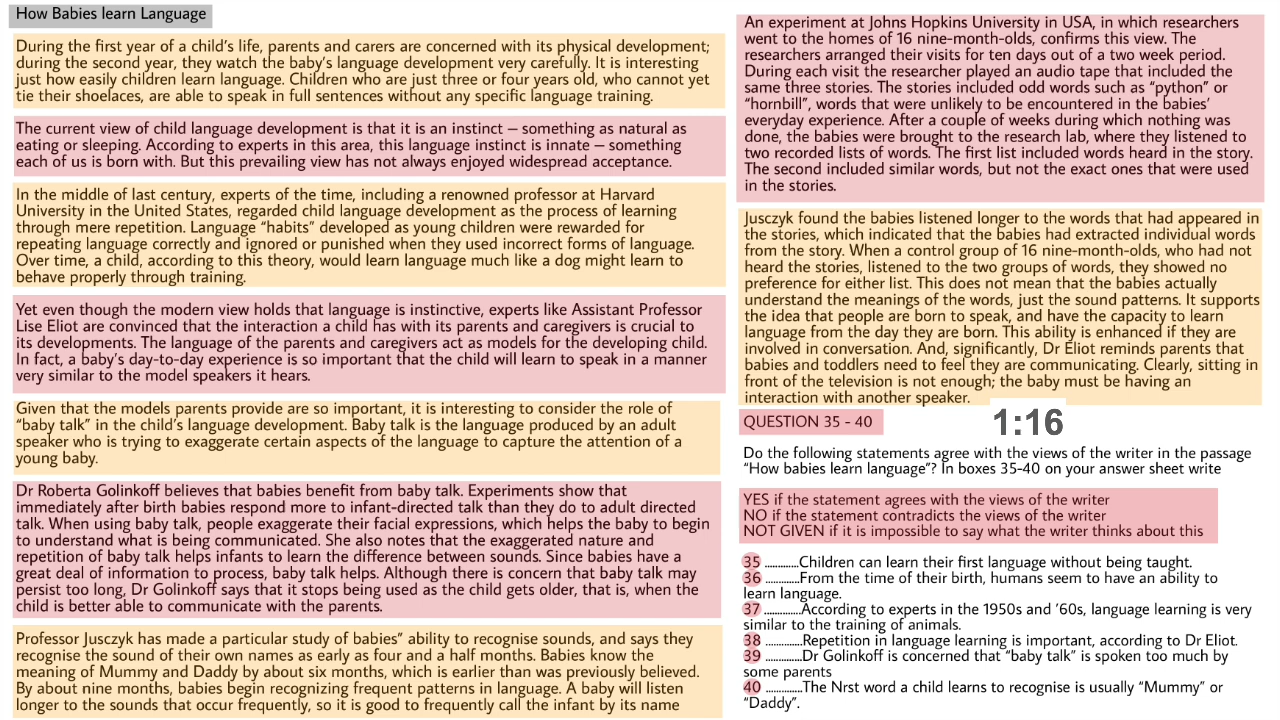 How Babies learn Language
During the first year of a child's life, parents and carers are concerned with its physical development;
during the second year, they watch the baby's language development very carefully. It is interesting
just how easily children learn language. Children who are just three or four years old, who cannot yet
tie their shoelaces, are able to speak in full sentences without any specific language training.
The current view of child language development is that it is an instinct – something as natural as
eating or sleeping. According to experts in this area, this language instinct is innate – something
each of us is born with. But this prevailing view has not always enjoyed widespread acceptance.
In the middle of last century, experts of the time, including a renowned professor at Harvard
University in the United States, regarded child language development as the process of learning
through mere repetition. Language "habits" developed as young children were rewarded for
repeating language correctly and ignored or punished when they used incorrect forms of language.
Over time, a child, according to this theory, would learn language much like a dog might learn to
behave properly through training.
Yet even though the modern view holds that language is instinctive, experts like Assistant Professor
Lise Eliot are convinced that the interaction a child has with its parents and caregivers is crucial to
its developments. The language of the parents and caregivers act as models for the developing child.
In fact, a baby's day-to-day experience is so important that the child will learn to speak in a manner
very similar to the model speakers it hears.
Given that the models parents provide are so important, it is interesting to consider the role of
"baby talk" in the child's language development. Baby talk is the language produced by an adult
speaker who is trying to exaggerate certain aspects of the language to capture the attention of a
young baby.
Dr Roberta Golinkoff believes that babies benefit from baby talk. Experiments show that
immediately after birth babies respond more to infant-directed talk than they do to adult directed
talk. When using baby talk, people exaggerate their facial expressions, which helps the baby to begin
to understand what is being communicated. She also notes that the exaggerated nature and
repetition of baby talk helps infants to learn the difference between sounds. Since babies have a
great deal of information to process, baby talk helps. Although there is concern that baby talk may
persist too long, Dr Golinkoff says that it stops being used as the child gets older, that is, when the
child is better able to communicate with the parents.
Professor Jusczyk has made a particular study of babies" ability to recognise sounds, and says they
recognise the sound of their own names as early as four and a half months. Babies know the
meaning of Mummy and Daddy by about six months, which is earlier than was previously believed.
By about nine months, babies begin recognizing frequent patterns in language. A baby will listen
longer to the sounds that occur frequently, so it is good to frequently call the infant by its name
An experiment at Johns Hopkins University in USA, in which researchers
went to the homes of 16 nine-month-olds, confirms this view. The
researchers arranged their visits for ten days out of a two week period.
During each visit the researcher played an audio tape that included the
same three stories. The stories included odd words such as "python" or
"hornbill", words that were unlikely to be encountered in the babies'
everyday experience. After a couple of weeks during which nothing was
done, the babies were brought to the research lab, where they listened to
two recorded lists of words. The first list included words heard in the story.
The second included similar words, but not the exact ones that were used
in the stories.
Jusczyk found the babies listened longer to the words that had appeared in
the stories, which indicated that the babies had extracted individual words
from the story. When a control group of 16 nine-month-olds, who had not
heard the stories, listened to the two groups of words, they showed no
preference for either list. This does not mean that the babies actually
understand the meanings of the words, just the sound patterns. It supports
the idea that people are born to speak, and have the capacity to learn
language from the day they are born. This ability is enhanced if they are
involved in conversation. And, significantly, Dr Eliot reminds parents that
babies and toddlers need to feel they are communicating. Clearly, sitting in
front of the television is not enough; the baby must be having an
interaction with another speaker.
QUESTION 35 - 40
1:16
Do the following statements agree with the views of the writer in the passage
"How babies learn language"? In boxes 35-40 on your answer sheet write
YES if the statement agrees with the views of the writer
NO if the statement contradicts the views of the writer
NOT GIVEN if it is impossible to say what the writer thinks about this
35 .............Children can learn their first language without being taught.
36 .............From the time of their birth, humans seem to have an ability to
learn language.
37 ..............According to experts in the 1950s and '60s, language learning is very
similar to the training of animals.
38 ..............Repetition in language learning is important, according to Dr Eliot.
39 ..............Dr Golinkoff is concerned that "baby talk" is spoken too much by
some parents
40 ..............The Nrst word a child learns to recognise is usually "Mummy" or
"Daddy".